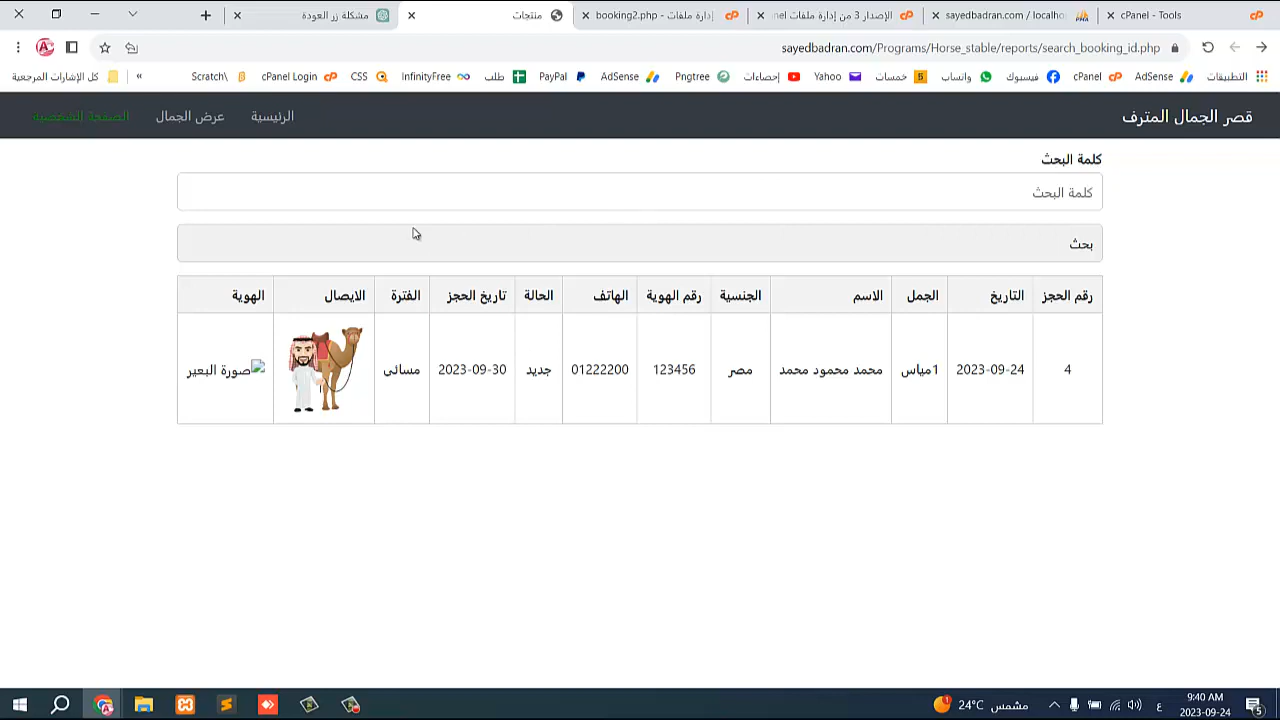 مشكلة زر العودة
منتجات
إدارة ملفات - booking2.php
الإصدار 3 من إدارة ملفات
sayedbadran.com / localho
cPanel - Tools
sayedbadran.com/Programs/Horse_stable/reports/search_booking_id.php
التطبيقات
AdSense
cPanel
فيسبوك
واتساب
خمسات
Yahoo
إحصاءات
Pngtree
AdSense
PayPal
طلب
InfinityFree
CSS
cPanel Login
Scratch\
»
كل الإشارات المرجعية
قصر الجمال المترف
الرئيسية
عرض الجمال
الصفحة الشخصية
كلمة البحث
كلمة البحث
بحث
رقم الحجز التاريخ الجمل الاسم الجنسية رقم الهوية الهاتف الحالة تاريخ الحجز الفترة الايصال الهوية
4 2023-09-24 1مياس محمد محمود محمد مصر 123456 01222200 جديد 2023-09-30 مسائى صورة البعير
24°C مشمس
ع
9:40 AM
2023-09-24
1
5